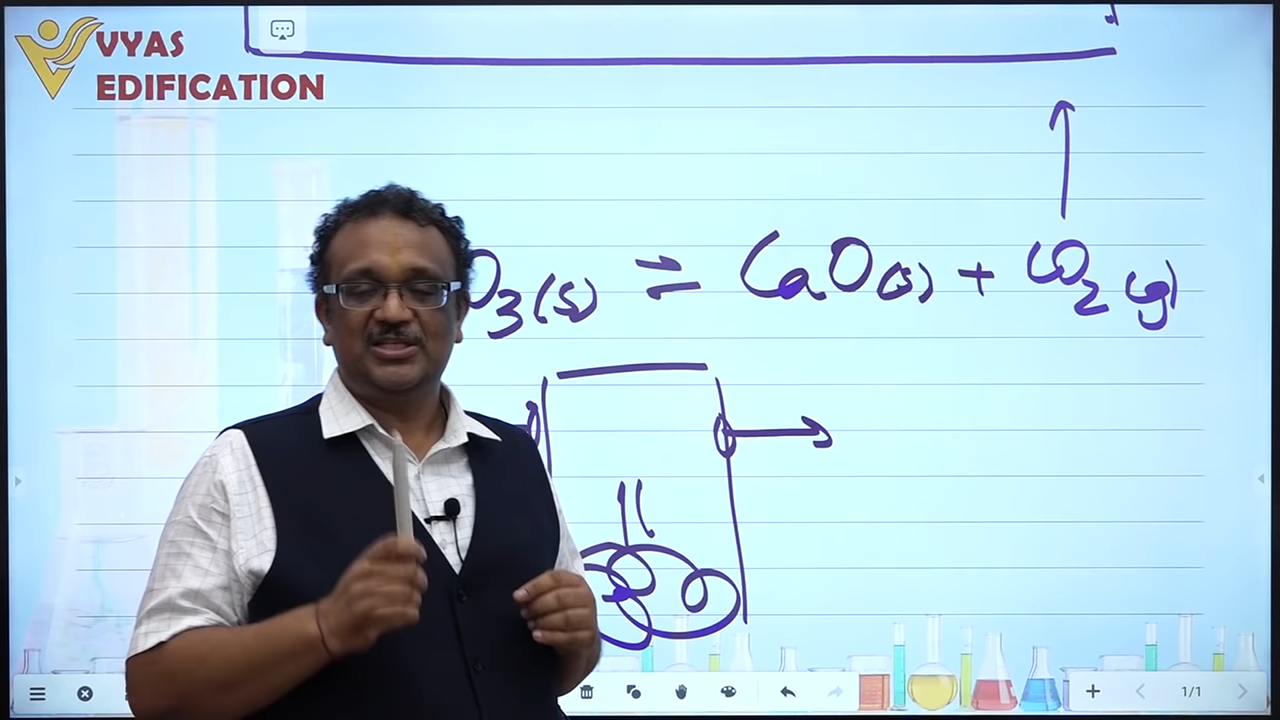 VYAS
EDIFICATION
O3(s) ⇌ CaO(s) + CO2(g)
1/1